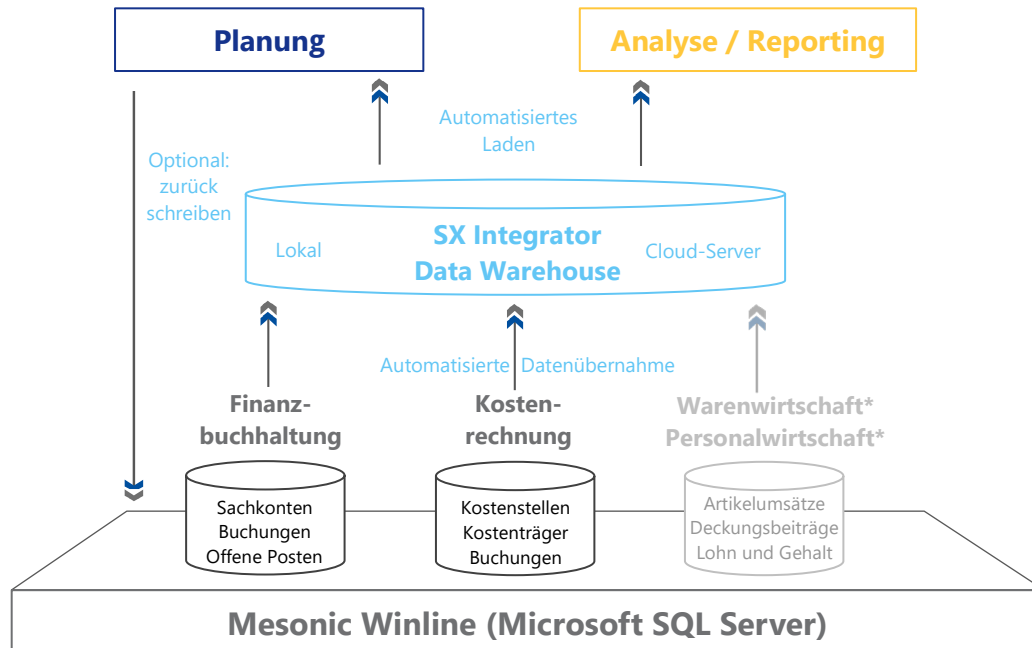 Planung
Analyse / Reporting
Automatisiertes
Laden
Optional:
zurück
schreiben
SX Integrator
Data Warehouse
Lokal
Cloud-Server
Automatisierte Datenübernahme
Finanz-
buchhaltung
Kosten-
rechnung
Warenwirtschaft*
Personalwirtschaft*
Sachkonten
Buchungen
Offene Posten
Kostenstellen
Kostenträger
Buchungen
Artikelumsätze
Deckungsbeiträge
Lohn und Gehalt
Mesonic Winline (Microsoft SQL Server)